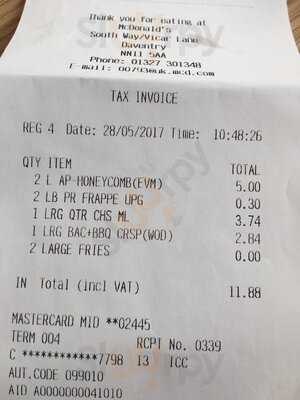 Thank you for eating at
McDonald's
South Way/Vicar Lane
Daventry
NN11 5AA
Phone: 01327 301348
E-mail: 00793@uk.mcd.com
TAX INVOICE
REG 4 Date: 28/05/2017 Time: 10:48:26
QTY ITEM TOTAL
2 L AP-HONEYCOMB(EVM) 5.00
2 LB PR FRAPPE UPG 0.30
1 LRG QTR CHS ML 3.74
1 LRG BAC+BBQ CRSP(WOD) 2.84
2 LARGE FRIES 0.00
IN Total (incl VAT) 11.88
MASTERCARD MID **02445
TERM 004 RCPT No. 0339
C ************7798 I3 ICC
AUT.CODE 099010
AID A0000000041010